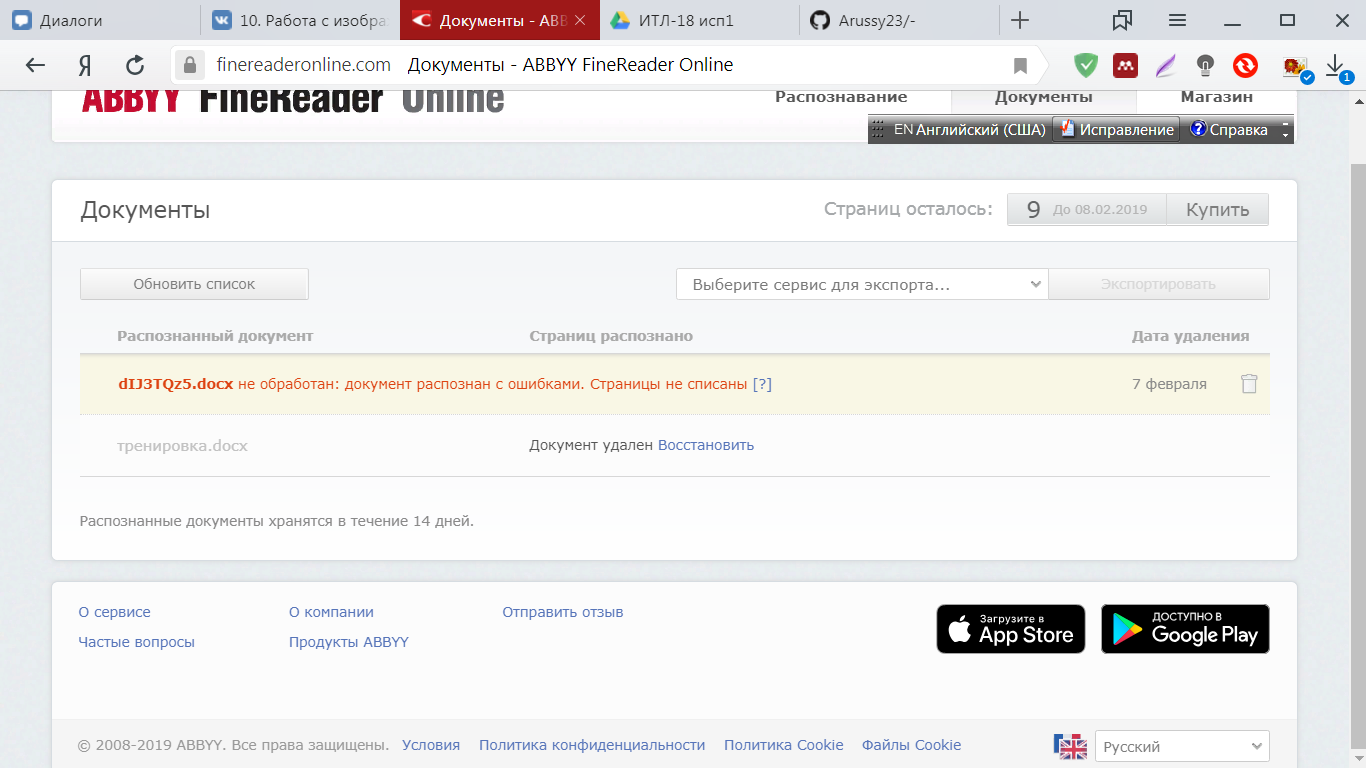 Диалоги
10. Работа с изобра
Документы - ABB
ИТЛ-18 исп1
Arussy23/-
Я
finereaderonline.com Документы - ABBYY FineReader Online
1
ABBYY FineReader Online
Распознавание
Документы
Магазин
EN Английский (США) Исправление Справка
Документы
Страниц осталось: 9 До 08.02.2019 Купить
Обновить список
Выберите сервис для экспорта...
Экспортировать
Распознанный документ Страниц распознано Дата удаления
dIJ3TQz5.docx не обработан: документ распознан с ошибками. Страницы не списаны [?] 7 февраля
тренировка.docx Документ удален Восстановить
Распознанные документы хранятся в течение 14 дней.
О сервисе О компании Отправить отзыв
Частые вопросы Продукты ABBYY
Загрузите в
App Store
ДОСТУПНО В
Google Play
© 2008-2019 ABBYY. Все права защищены. Условия Политика конфиденциальности Политика Cookie Файлы Cookie
Русский